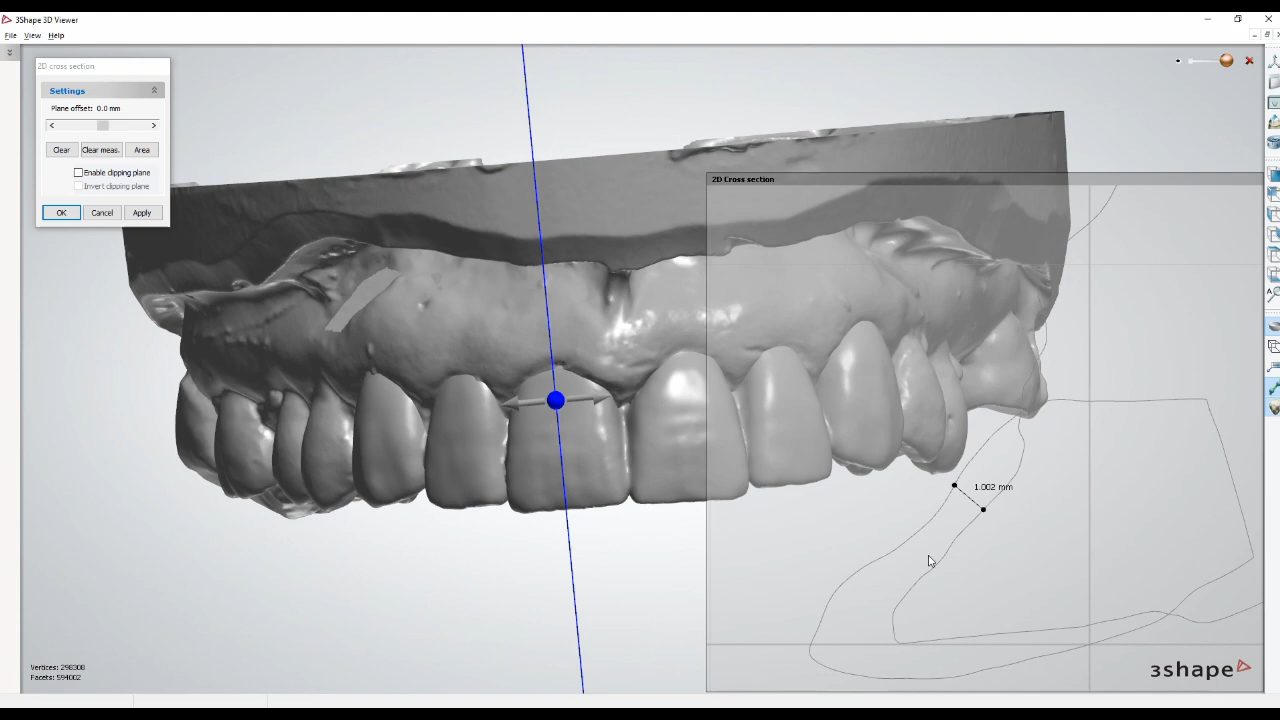 3Shape 3D Viewer
File View Help
2D cross section
Settings
Plane offset: 0.0 mm
Clear Clear meas. Area
Enable clipping plane
Invert clipping plane
OK Cancel Apply
2D Cross section
1.002 mm
Vertices: 298308
Facets: 594002
3shape